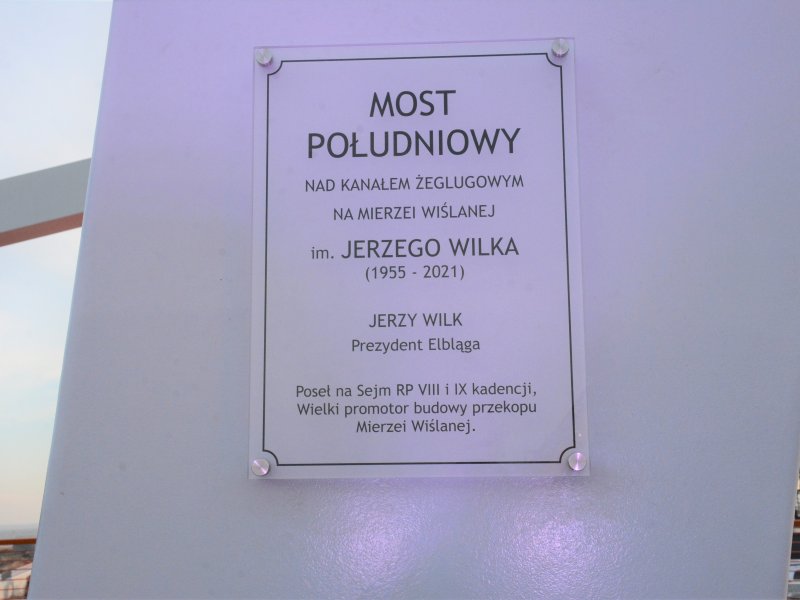 MOST
POŁUDNIOWY
NAD KANAŁEM ŻEGLUGOWYM
NA MIERZEI WIŚLANEJ
im. JERZEGO WILKA
(1955 - 2021)
JERZY WILK
Prezydent Elbląga
Poseł na Sejm RP VIII i IX kadencji,
Wielki promotor budowy przekopu
Mierzei Wiślanej.